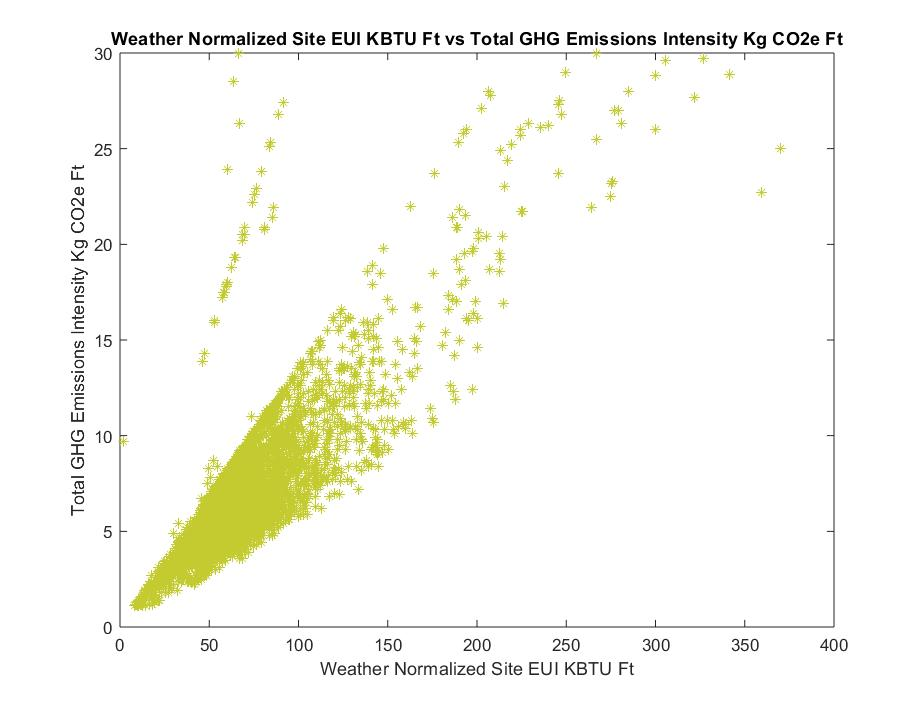 Weather Normalized Site EUI KBTU Ft vs Total GHG Emissions Intensity Kg CO2e Ft
Total GHG Emissions Intensity Kg CO2e Ft
30
25
20
15
10
5
0
0 50 100 150 200 250 300 350 400
Weather Normalized Site EUI KBTU Ft